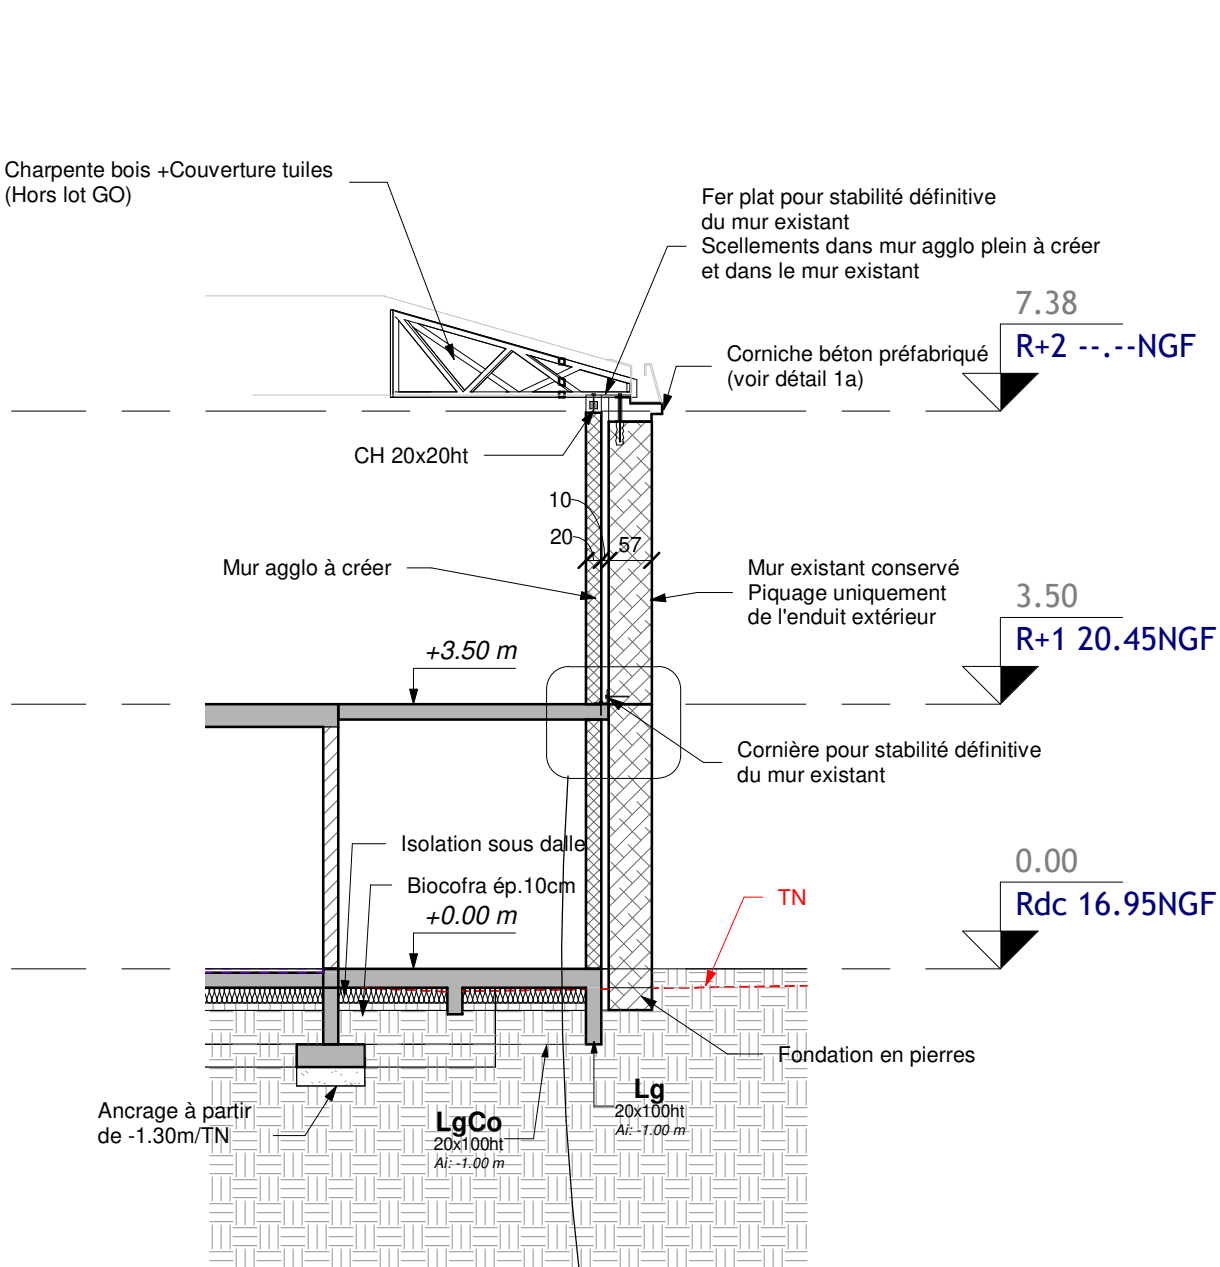 Charpente bois +Couverture tuiles
(Hors lot GO)
Fer plat pour stabilité définitive
du mur existant
Scellements dans mur agglo plein à créer
et dans le mur existant
7.38
R+2 --.--NGF
Corniche béton préfabriqué
(voir détail 1a)
CH 20x20ht
10
20
57
Mur agglo à créer
Mur existant conservé
Piquage uniquement
de l'enduit extérieur
3.50
R+1 20.45NGF
+3.50 m
Cornière pour stabilité définitive
du mur existant
Isolation sous dalle
Biocofra ép.10cm
+0.00 m
TN
0.00
Rdc 16.95NGF
Fondation en pierres
Ancrage à partir
de -1.30m/TN
LgCo
20x100ht
Ai: -1.00 m
Lg
20x100ht
Ai: -1.00 m